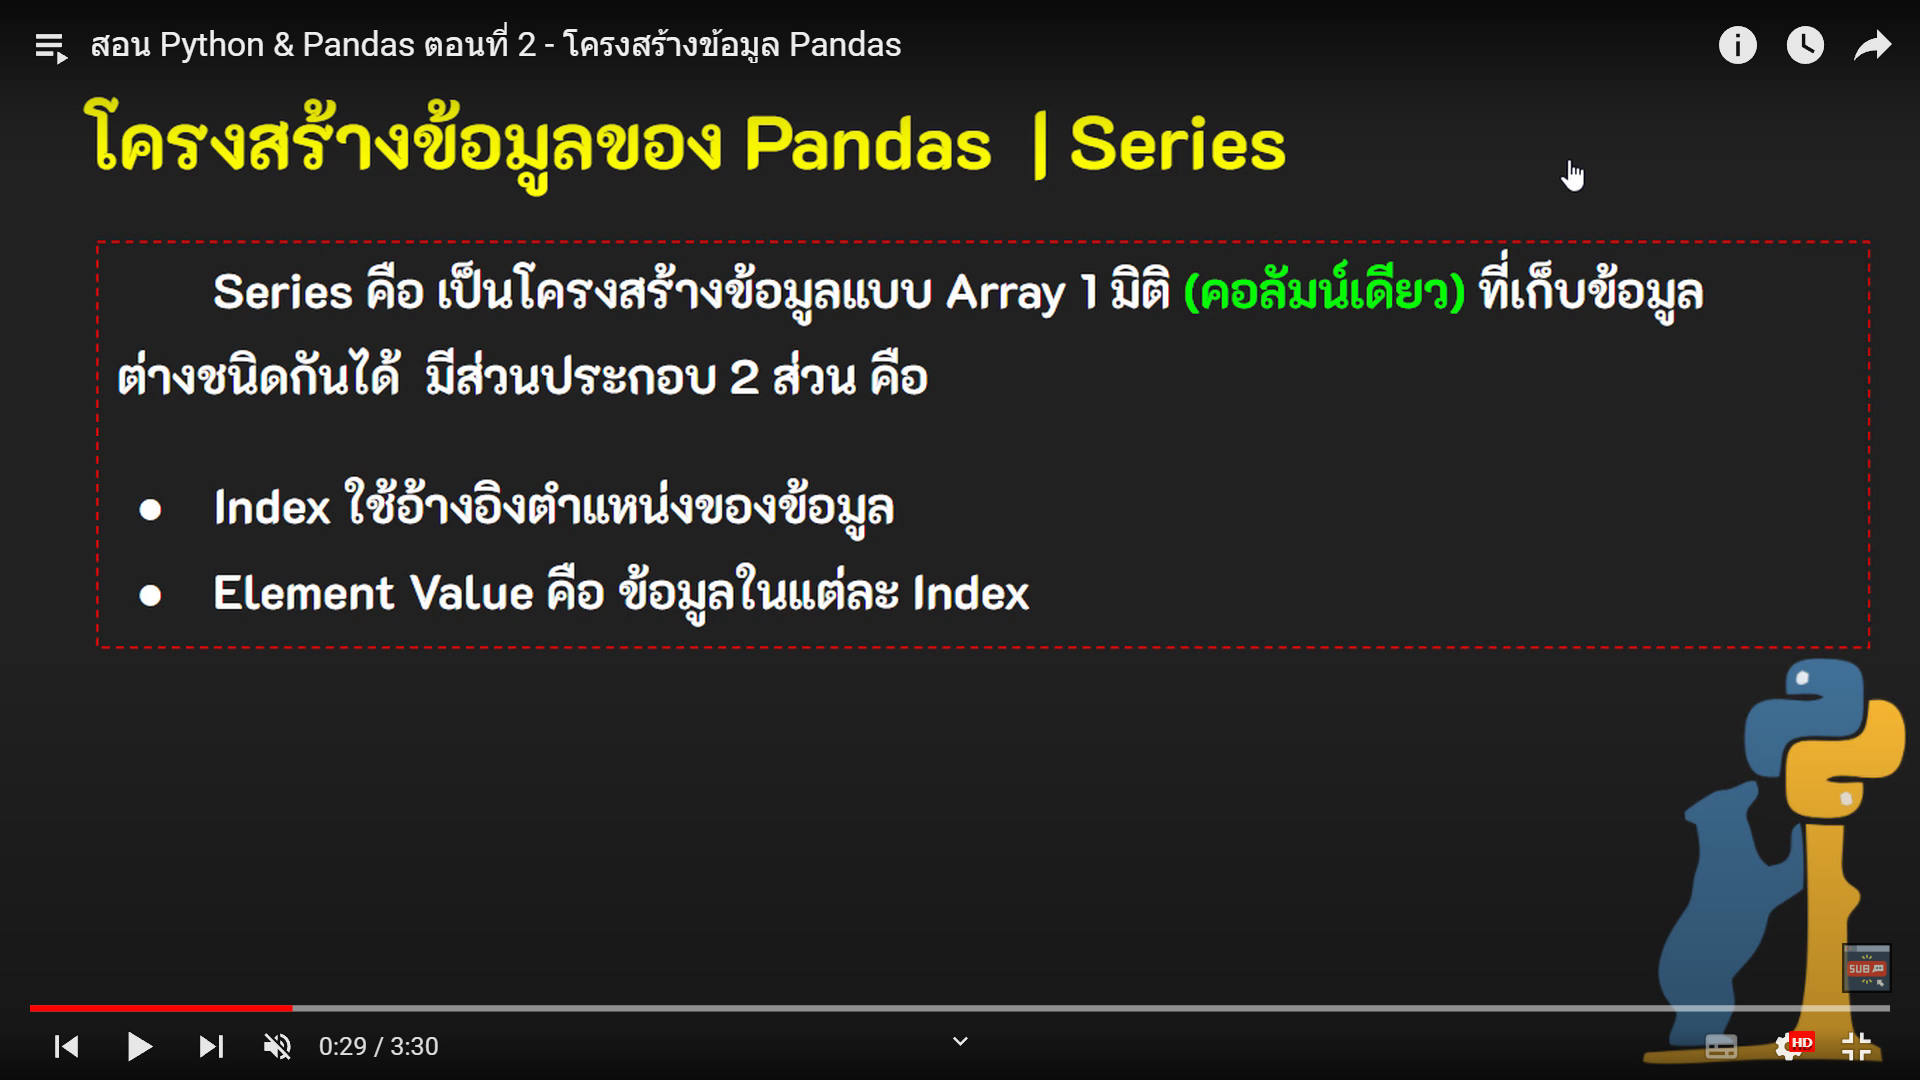 สอน Python & Pandas ตอนที่ 2 - โครงสร้างข้อมูล Pandas
โครงสร้างข้อมูลของ Pandas | Series
Series คือ เป็นโครงสร้างข้อมูลแบบ Array 1 มิติ (คอลัมน์เดียว) ที่เก็บข้อมูล
ต่างชนิดกันได้ มีส่วนประกอบ 2 ส่วน คือ
● Index ใช้อ้างอิงตำแหน่งของข้อมูล
● Element Value คือ ข้อมูลในแต่ละ Index
SUB
0:29 / 3:30
HD